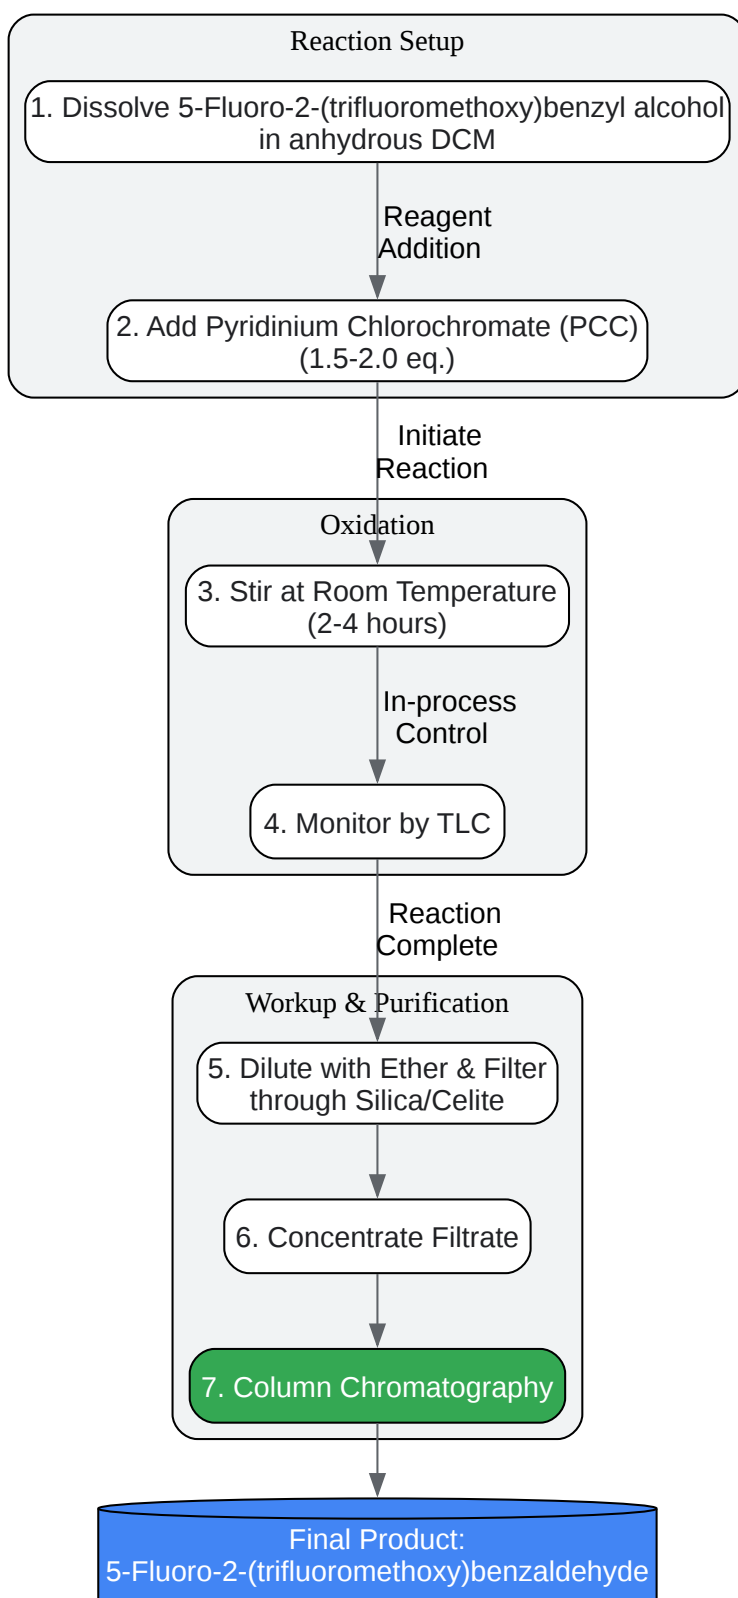 Reaction Setup
1. Dissolve 5-Fluoro-2-(trifluoromethoxy)benzyl alcohol
in anhydrous DCM
Reagent
Addition
2. Add Pyridinium Chlorochromate (PCC)
(1.5-2.0 eq.)
Initiate
Reaction
Oxidation
3. Stir at Room Temperature
(2-4 hours)
In-process
Control
4. Monitor by TLC
Reaction
Complete
Workup & Purification
5. Dilute with Ether & Filter
through Silica/Celite
6. Concentrate Filtrate
7. Column Chromatography
Final Product:
5-Fluoro-2-(trifluoromethoxy)benzaldehyde